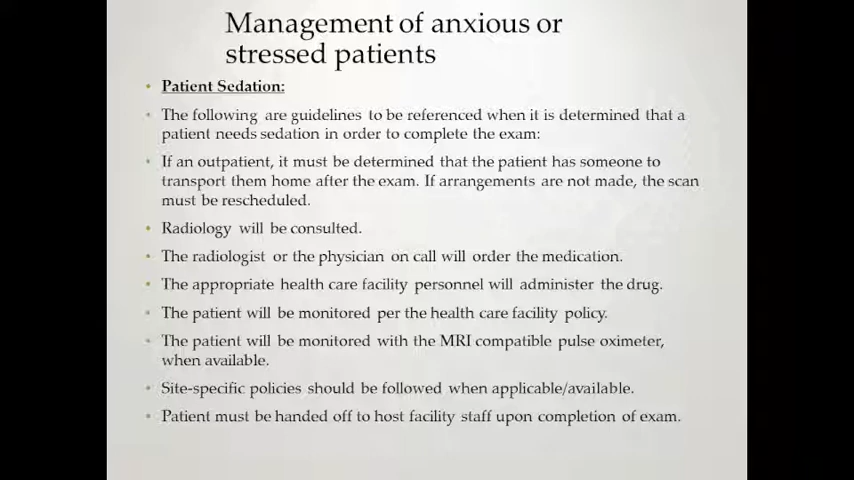 Management of anxious or
stressed patients
• Patient Sedation:
• The following are guidelines to be referenced when it is determined that a
patient needs sedation in order to complete the exam:
• If an outpatient, it must be determined that the patient has someone to
transport them home after the exam. If arrangements are not made, the scan
must be rescheduled.
• Radiology will be consulted.
• The radiologist or the physician on call will order the medication.
• The appropriate health care facility personnel will administer the drug.
• The patient will be monitored per the health care facility policy.
• The patient will be monitored with the MRI compatible pulse oximeter,
when available.
• Site-specific policies should be followed when applicable/available.
• Patient must be handed off to host facility staff upon completion of exam.